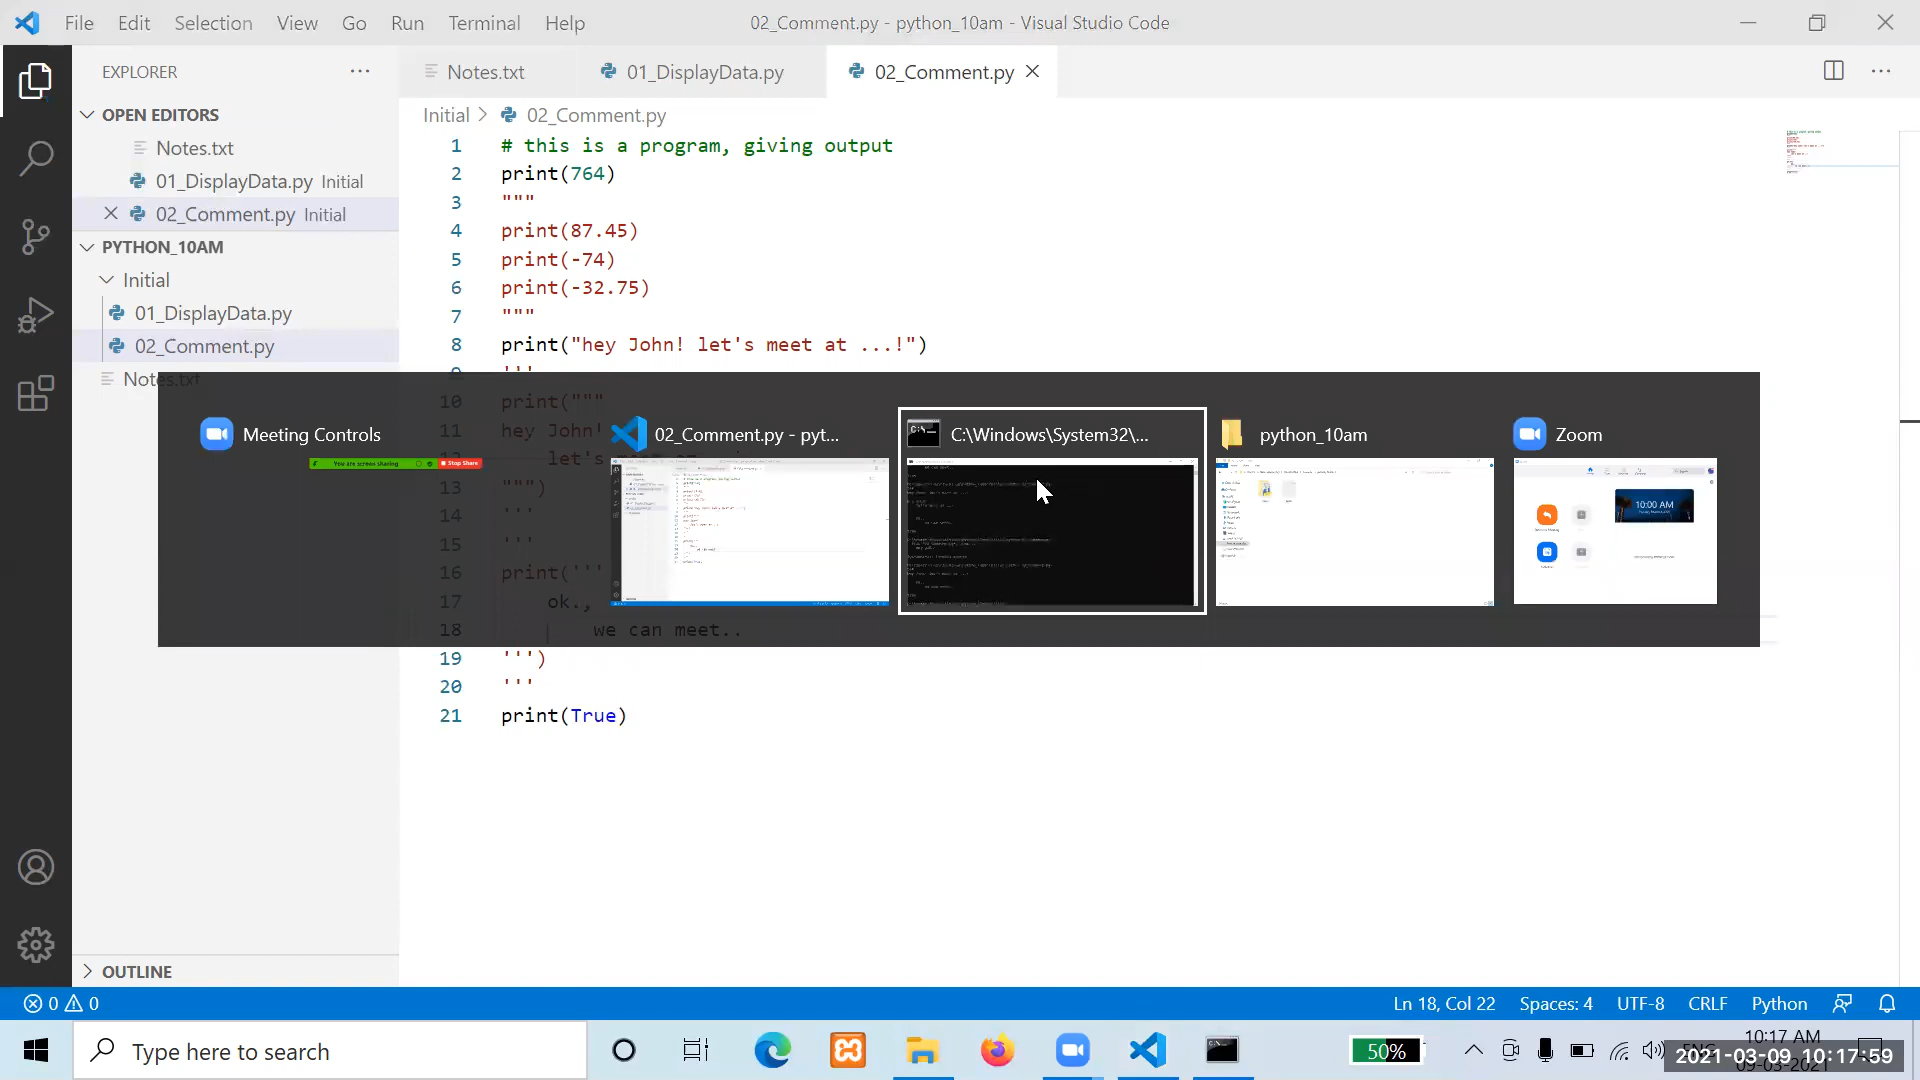 File Edit Selection View Go Run Terminal Help
02_Comment.py - python_10am - Visual Studio Code
EXPLORER
Notes.txt
01_DisplayData.py
02_Comment.py
OPEN EDITORS
Notes.txt
01_DisplayData.py Initial
02_Comment.py Initial
PYTHON_10AM
Initial
01_DisplayData.py
02_Comment.py
Notes.txt
Initial > 02_Comment.py
1 # this is a program, giving output
2 print(764)
3 """
4 print(87.45)
5 print(-74)
6 print(-32.75)
7 """
8 print("hey John! let's meet at ...!")
9 '''
10 print("""
11 hey John!
let's
13 """)
14 '''
15 '''
16 print('''
17 ok.,
18 we can meet..
19 ''')
20 '''
21 print(True)
Meeting Controls
You are screen sharing Stop Share
02_Comment.py - pyt...
C:\Windows\System32\...
python_10am
Zoom
10:00 AM
OUTLINE
0 0
Ln 18, Col 22 Spaces: 4 UTF-8 CRLF Python
Type here to search
50%
10:17 AM
ENG
09-03-2021
2021-03-09 10:17:59